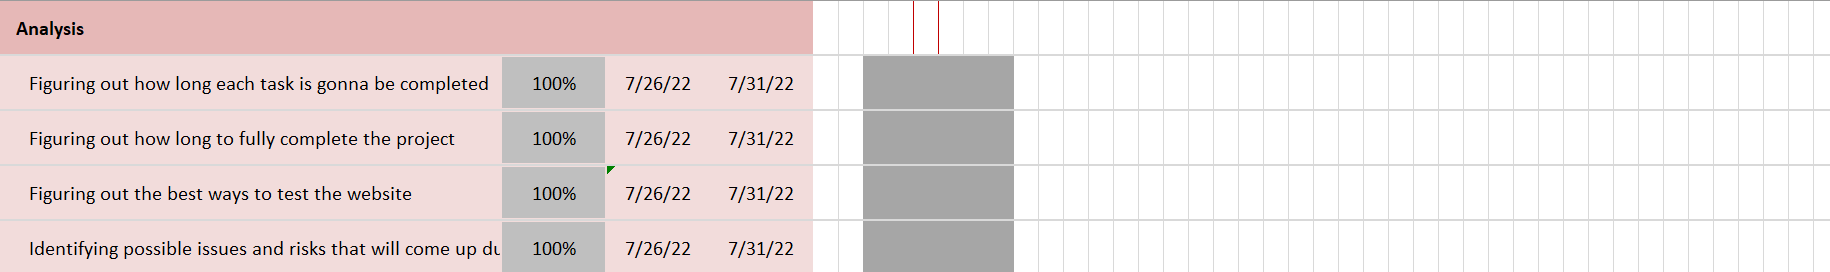 Analysis
Figuring out how long each task is gonna be completed 100% 7/26/22 7/31/22
Figuring out how long to fully complete the project 100% 7/26/22 7/31/22
Figuring out the best ways to test the website 100% 7/26/22 7/31/22
Identifying possible issues and risks that will come up 100% 7/26/22 7/31/22